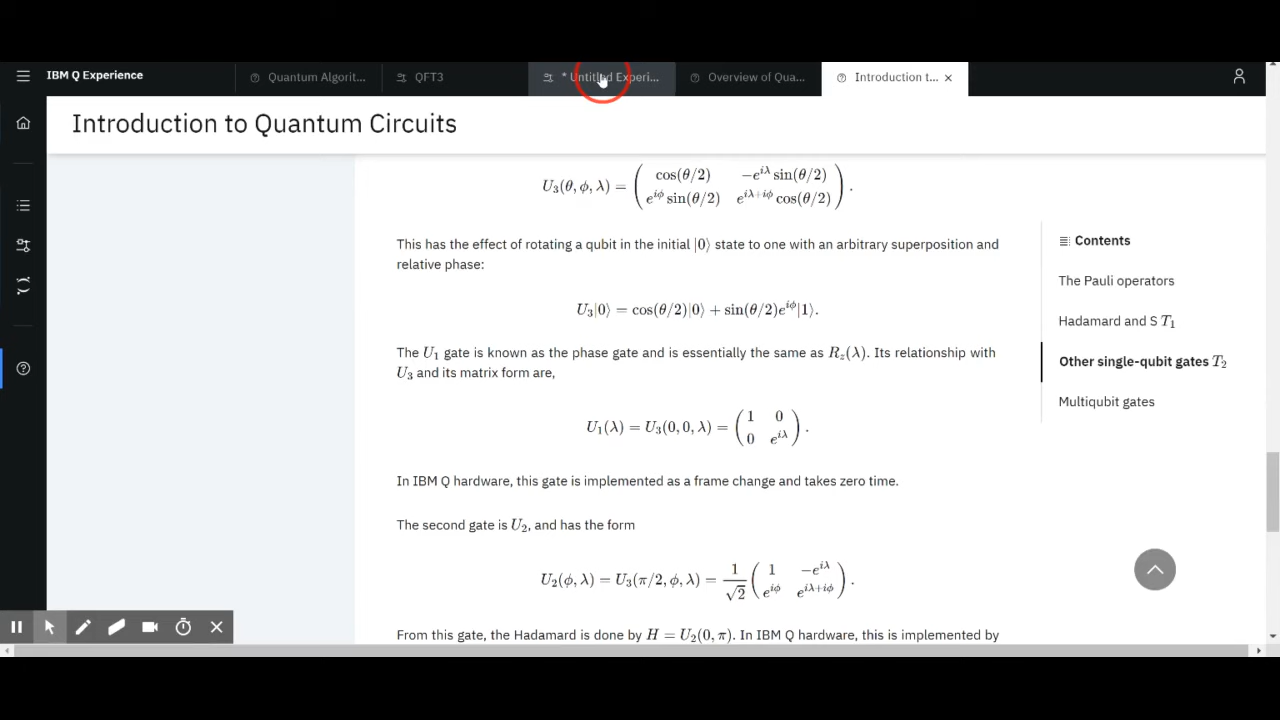 IBM Q Experience
Quantum Algorit...
QFT3
* Untitled Experi...
Overview of Qua...
Introduction t...
Introduction to Quantum Circuits
U₃(θ, ϕ, λ) = ( cos(θ/2) −e^{iλ} sin(θ/2)
e^{iϕ} sin(θ/2) e^{iλ+iϕ} cos(θ/2) ) .
This has the effect of rotating a qubit in the initial |0⟩ state to one with an arbitrary superposition and
relative phase:
U₃|0⟩ = cos(θ/2)|0⟩ + sin(θ/2)e^{iϕ}|1⟩.
The U₁ gate is known as the phase gate and is essentially the same as R_z(λ). Its relationship with
U₃ and its matrix form are,
U₁(λ) = U₃(0, 0, λ) = ( 1 0
0 e^{iλ} ) .
In IBM Q hardware, this gate is implemented as a frame change and takes zero time.
The second gate is U₂, and has the form
U₂(ϕ, λ) = U₃(π/2, ϕ, λ) = 1/√2 ( 1 −e^{iλ}
e^{iϕ} e^{iλ+iϕ} ) .
From this gate, the Hadamard is done by H = U₂(0, π). In IBM Q hardware, this is implemented by
Contents
The Pauli operators
Hadamard and S T₁
Other single-qubit gates T₂
Multiqubit gates